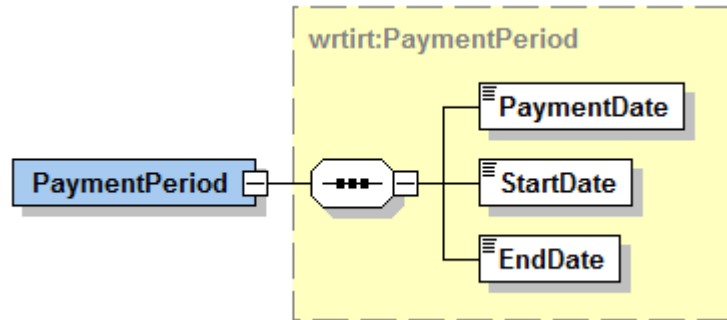 wrtirt:PaymentPeriod
PaymentDate
PaymentPeriod
StartDate
EndDate